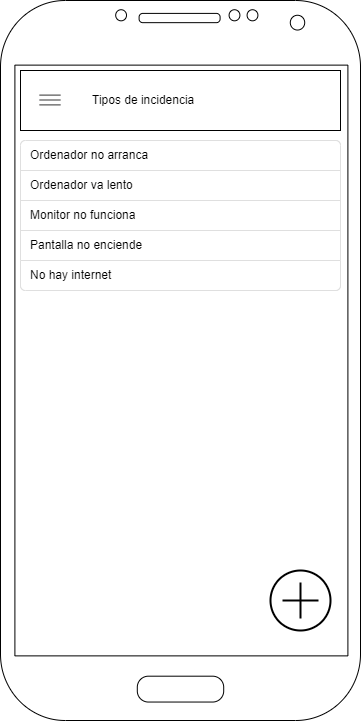 Tipos de incidencia
Ordenador no arranca
Ordenador va lento
Monitor no funciona
Pantalla no enciende
No hay internet